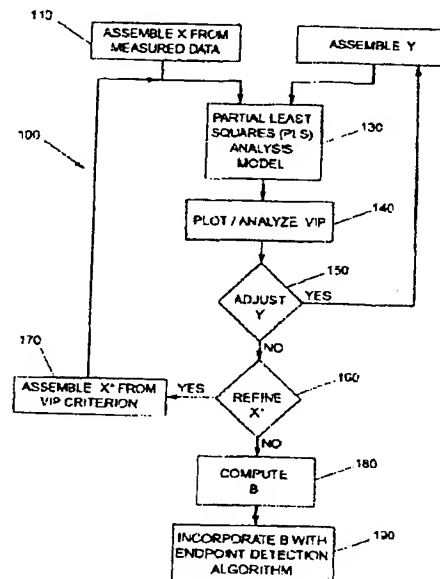 110
ASSEMBLE X FROM
MEASURED DATA
ASSEMBLE Y
100
PARTIAL LEAST
SQUARES (PLS)
ANALYSIS
MODEL
130
PLOT / ANALYZE VIP
140
150
ADJUST
Y
YES
NO
170
ASSEMBLE X* FROM
VIP CRITERION
YES
REFINE
X*
160
NO
COMPUTE
B
180
INCORPORATE B WITH
ENDPOINT DETECTION
ALGORITHM
190